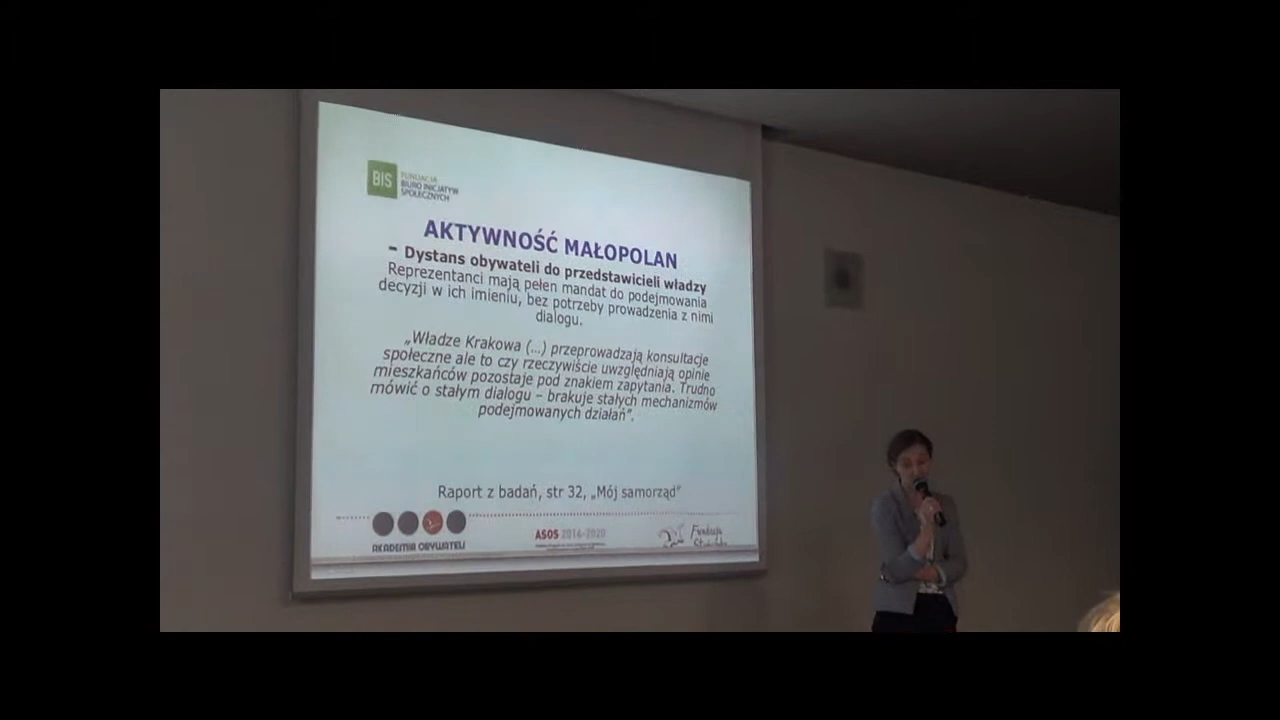 BIS
FUNDACJA
BIURO INICJATYW
SPOŁECZNYCH
AKTYWNOŚĆ MAŁOPOLAN
– Dystans obywateli do przedstawicieli władzy
Reprezentanci mają pełen mandat do podejmowania
decyzji w ich imieniu, bez potrzeby prowadzenia z nimi
dialogu.
„Władze Krakowa (...) przeprowadzają konsultacje
społeczne ale to czy rzeczywiście uwzględniają opinie
mieszkańców pozostaje pod znakiem zapytania. Trudno
mówić o stałym dialogu – brakuje stałych mechanizmów
podejmowanych działań”.
Raport z badań, str 32, „Mój samorząd”
AKADEMIA OBYWATELI
ASOS 2014-2020
Fundacja